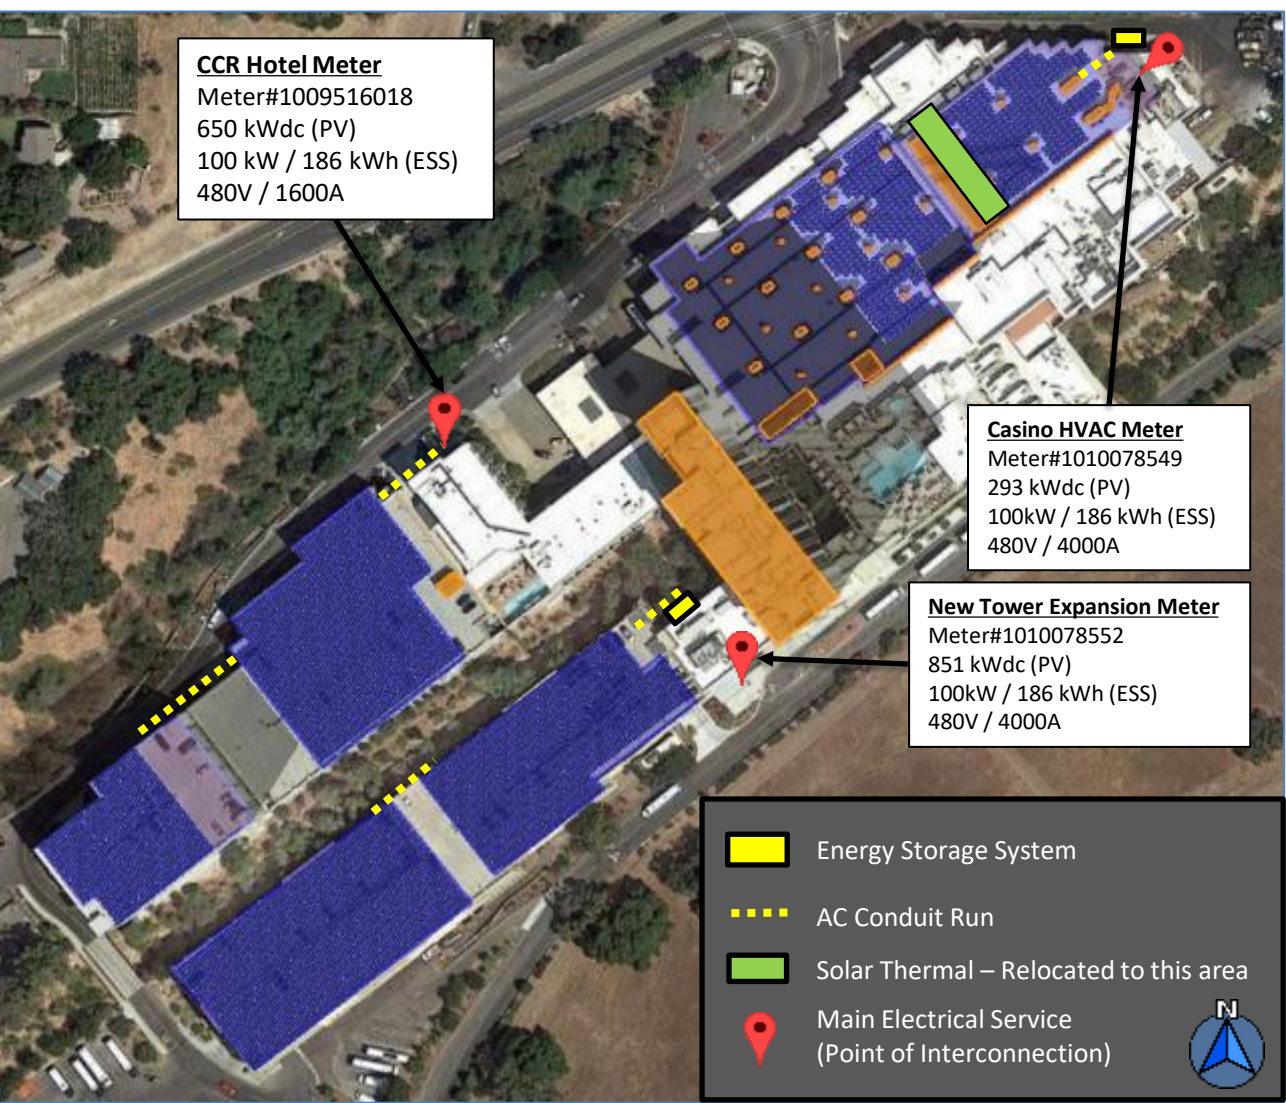 CCR Hotel Meter
Meter#1009516018
650 kWdc (PV)
100 kW / 186 kWh (ESS)
480V / 1600A
Casino HVAC Meter
Meter#1010078549
293 kWdc (PV)
100kW / 186 kWh (ESS)
480V / 4000A
New Tower Expansion Meter
Meter#1010078552
851 kWdc (PV)
100kW / 186 kWh (ESS)
480V / 4000A
Energy Storage System
AC Conduit Run
Solar Thermal – Relocated to this area
Main Electrical Service
(Point of Interconnection)
N